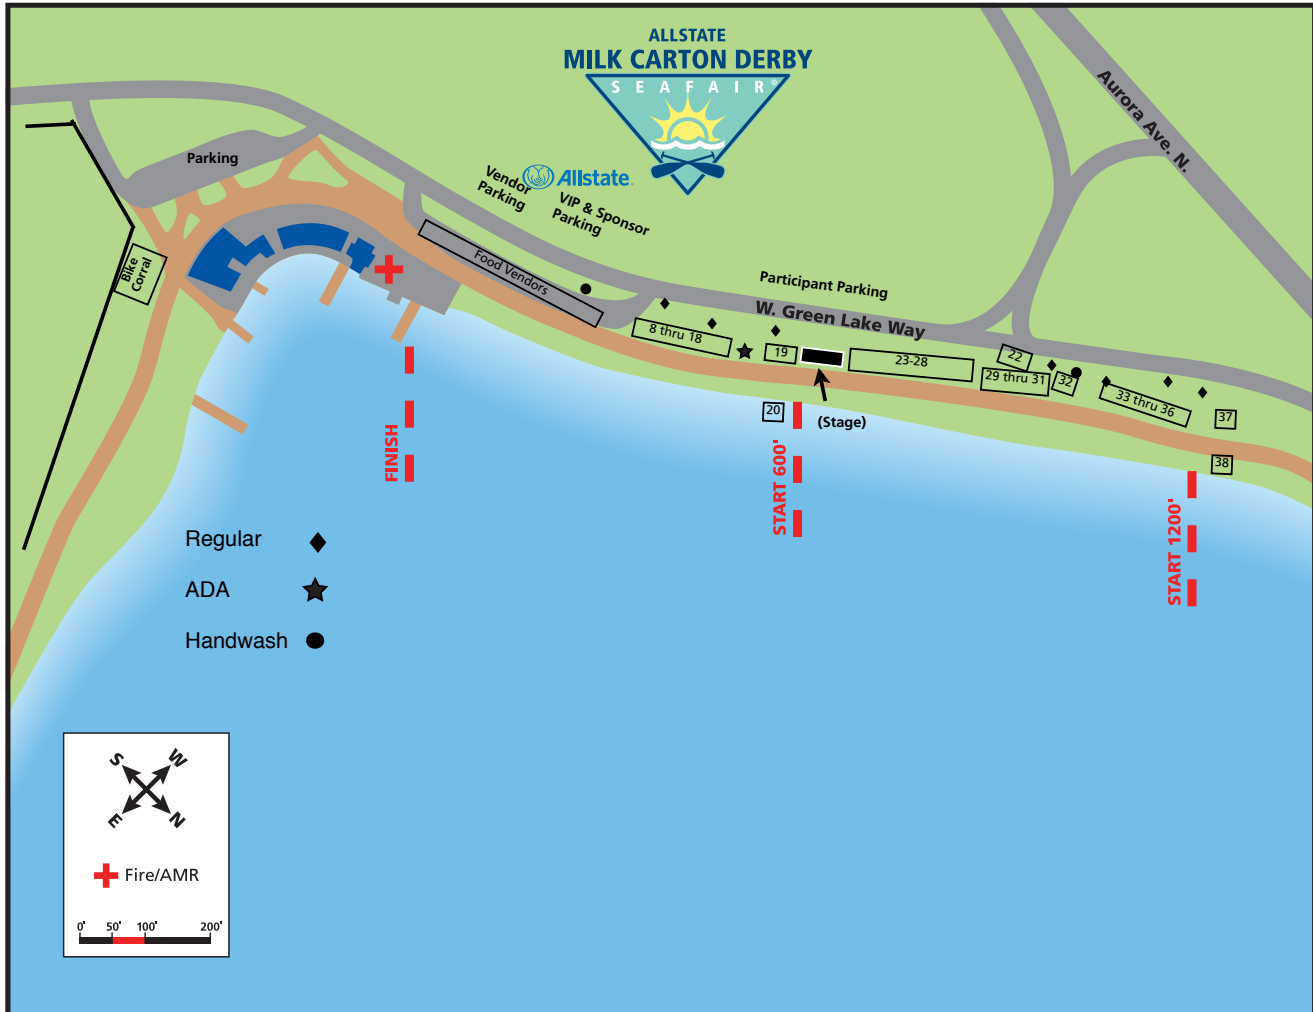 ALLSTATE
MILK CARTON DERBY
SEAFAIR®
Aurora Ave. N.
Parking
Vendor
Parking
Allstate.
VIP & Sponsor
Parking
Bike
Corral
Food Vendors
Participant Parking
W. Green Lake Way
8 thru 18
19
23-28
22
29 thru 31
32
33 thru 36
37
20
(Stage)
38
FINISH
START 600'
START 1200'
Regular
ADA
Handwash
S
W
E
N
Fire/AMR
0' 50' 100' 200'